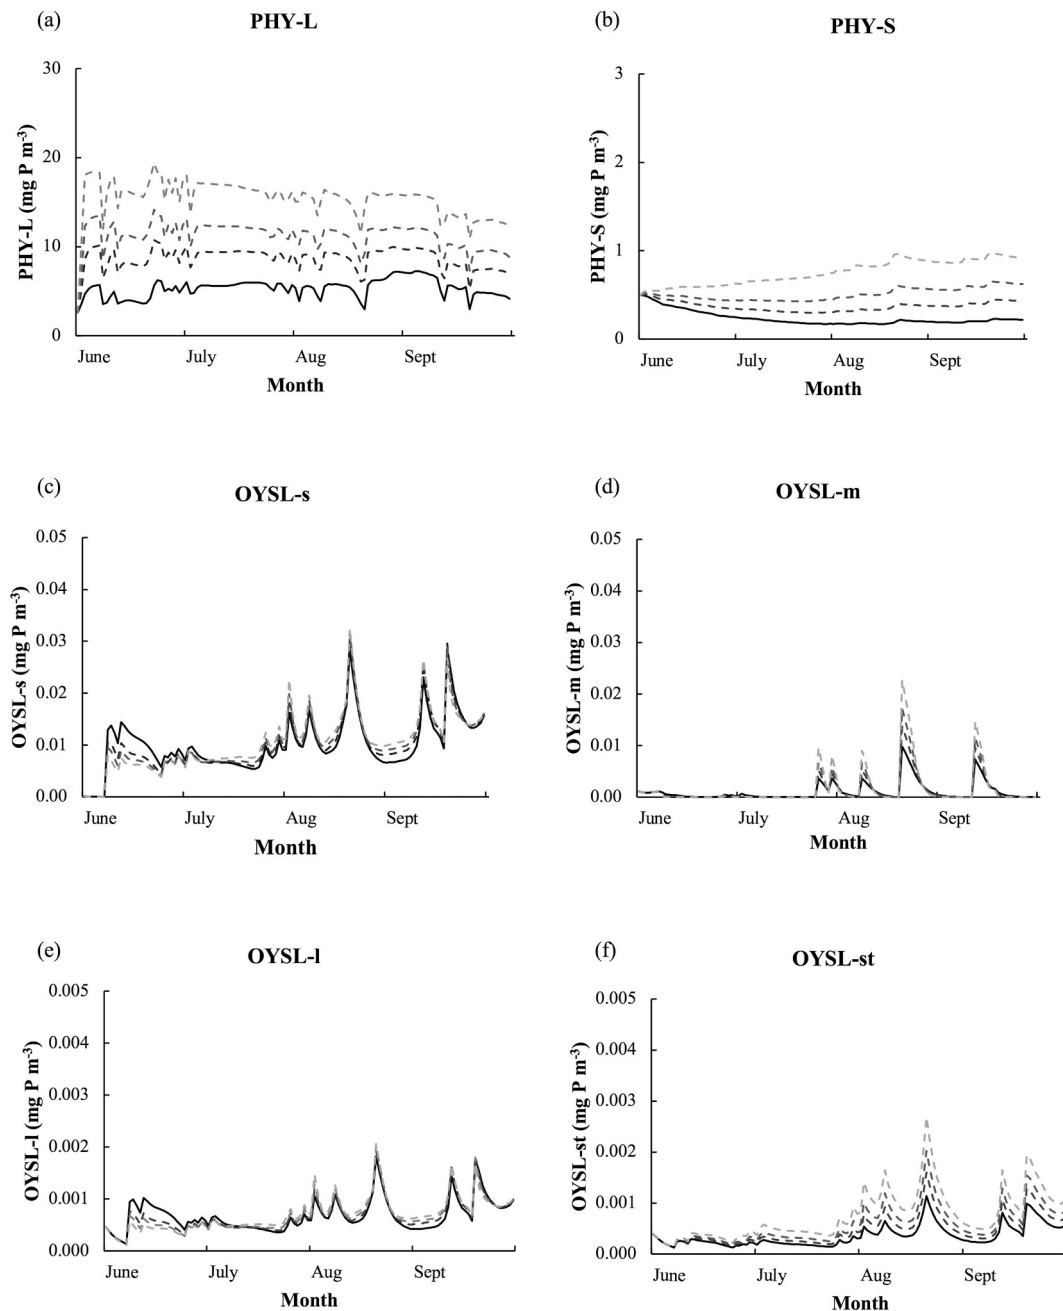 (a)
PHY-L
30
20
10
0
PHY-L (mg P m-3)
June July Aug Sept
Month
(b)
PHY-S
3
2
1
0
PHY-S (mg P m-3)
June July Aug Sept
Month
(c)
OYSL-s
0.05
0.04
0.03
0.02
0.01
0.00
OYSL-s (mg P m-3)
June July Aug Sept
Month
(d)
OYSL-m
0.05
0.04
0.03
0.02
0.01
0.00
OYSL-m (mg P m-3)
June July Aug Sept
Month
(e)
OYSL-l
0.005
0.004
0.003
0.002
0.001
0.000
OYSL-l (mg P m-3)
June July Aug Sept
Month
(f)
OYSL-st
0.005
0.004
0.003
0.002
0.001
0.000
OYSL-st (mg P m-3)
June July Aug Sept
Month